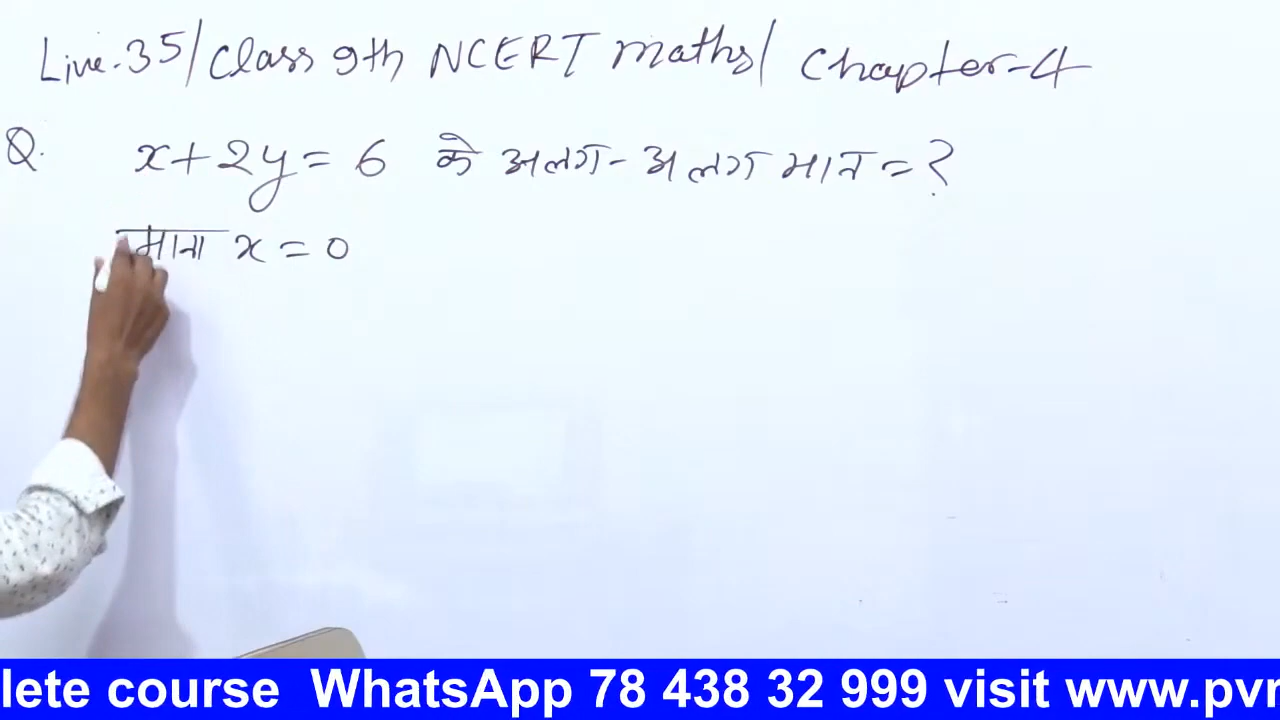 Live-35/Class 9th NCERT maths/ Chapter-4
Q. x+2y=6 के अलग-अलग मान=?
माना x=0
lete course WhatsApp 78 438 32 999 visit www.pvr